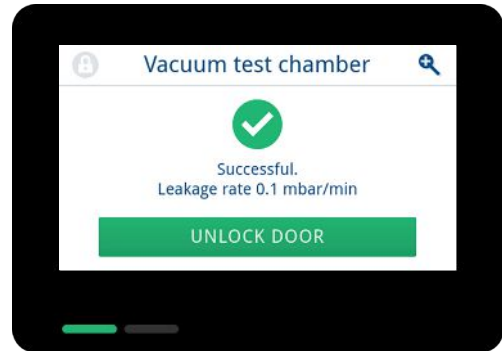 Vacuum test chamber
Successful.
Leakage rate 0.1 mbar/min
UNLOCK DOOR